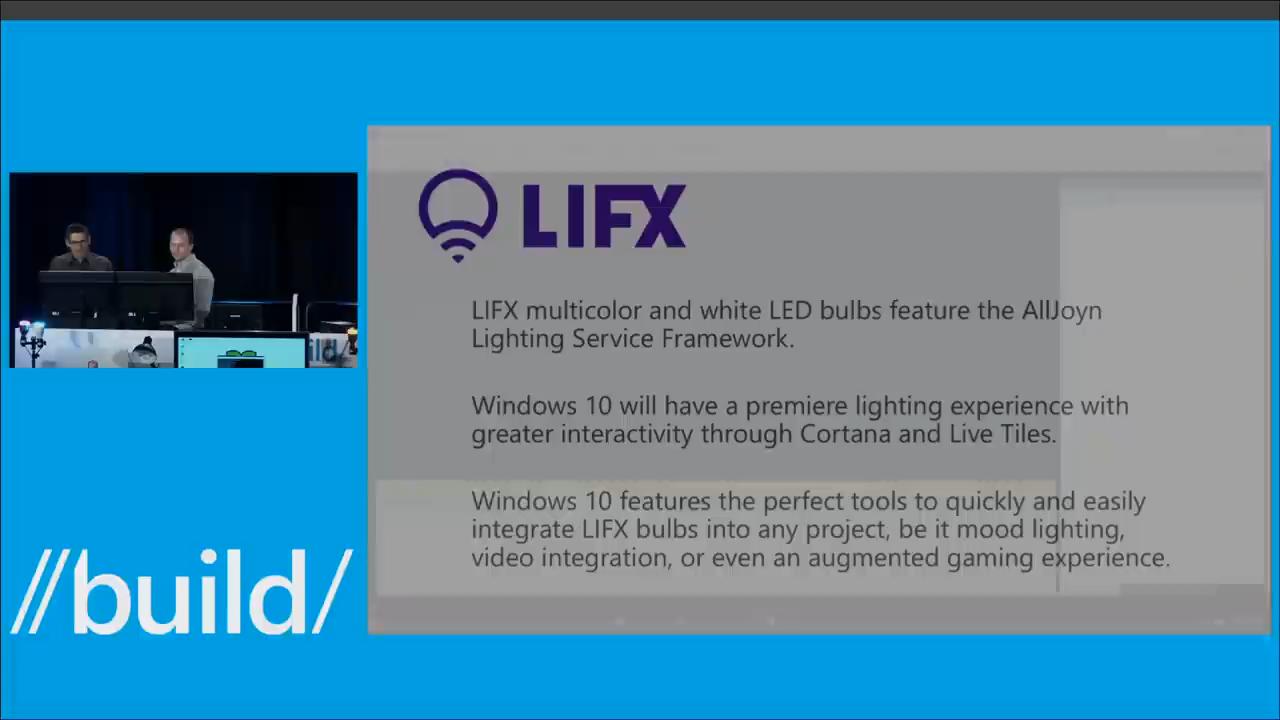 LIFX
LIFX multicolor and white LED bulbs feature the AllJoyn
Lighting Service Framework.
Windows 10 will have a premiere lighting experience with
greater interactivity through Cortana and Live Tiles.
Windows 10 features the perfect tools to quickly and easily
integrate LIFX bulbs into any project, be it mood lighting,
video integration, or even an augmented gaming experience.
ild/
//build/